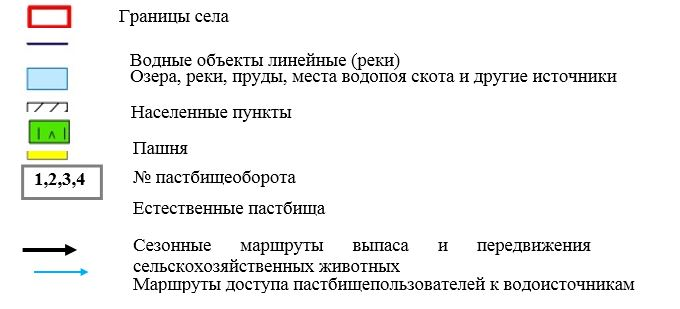 Границы села
Водные объекты линейные (реки)
Озера, реки, пруды, места водопоя скота и другие источники
Населенные пункты
Пашня
1,2,3,4 № пастбищеоборота
Естественные пастбища
Сезонные маршруты выпаса и передвижения
сельскохозяйственных животных
Маршруты доступа пастбищепользователей к водоисточникам